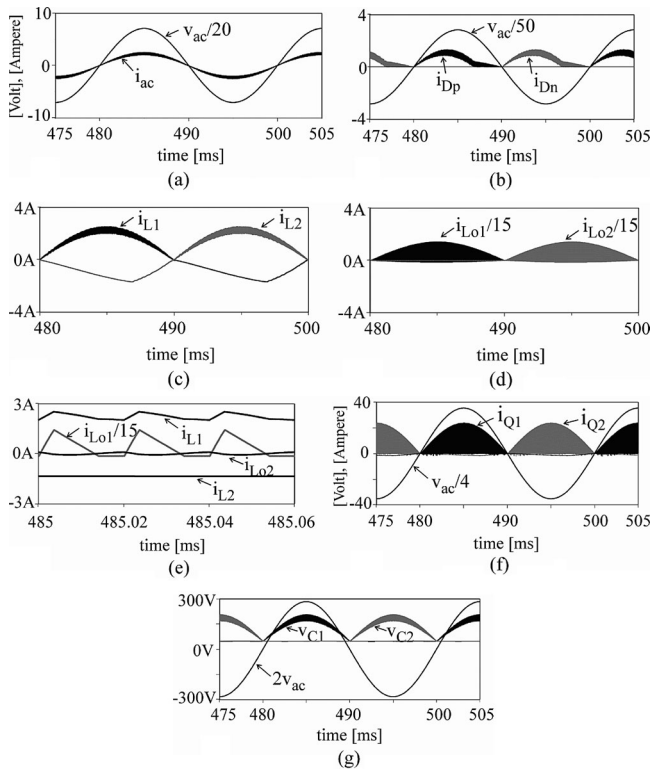 [Volt], [Ampere]
10
0
-10
v_ac/20
i_ac
475 480 490 500 505
time [ms]
(a)
4
0
-4
v_ac/50
i_Dp
i_Dn
475 480 490 500 505
time [ms]
(b)
4A
0A
-4A
i_L1
i_L2
480 490 500
time [ms]
(c)
4A
0A
-4A
i_Lo1/15
i_Lo2/15
480 490 500
time [ms]
(d)
3A
0A
-3A
i_Lo1/15
i_L1
i_Lo2
i_L2
485 485.02 485.04 485.06
time [ms]
(e)
[Volt], [Ampere]
40
0
-40
i_Q1
i_Q2
v_ac/4
475 480 490 500 505
time [ms]
(f)
300V
0V
-300V
v_C1
v_C2
2v_ac
475 480 490 500 505
time [ms]
(g)